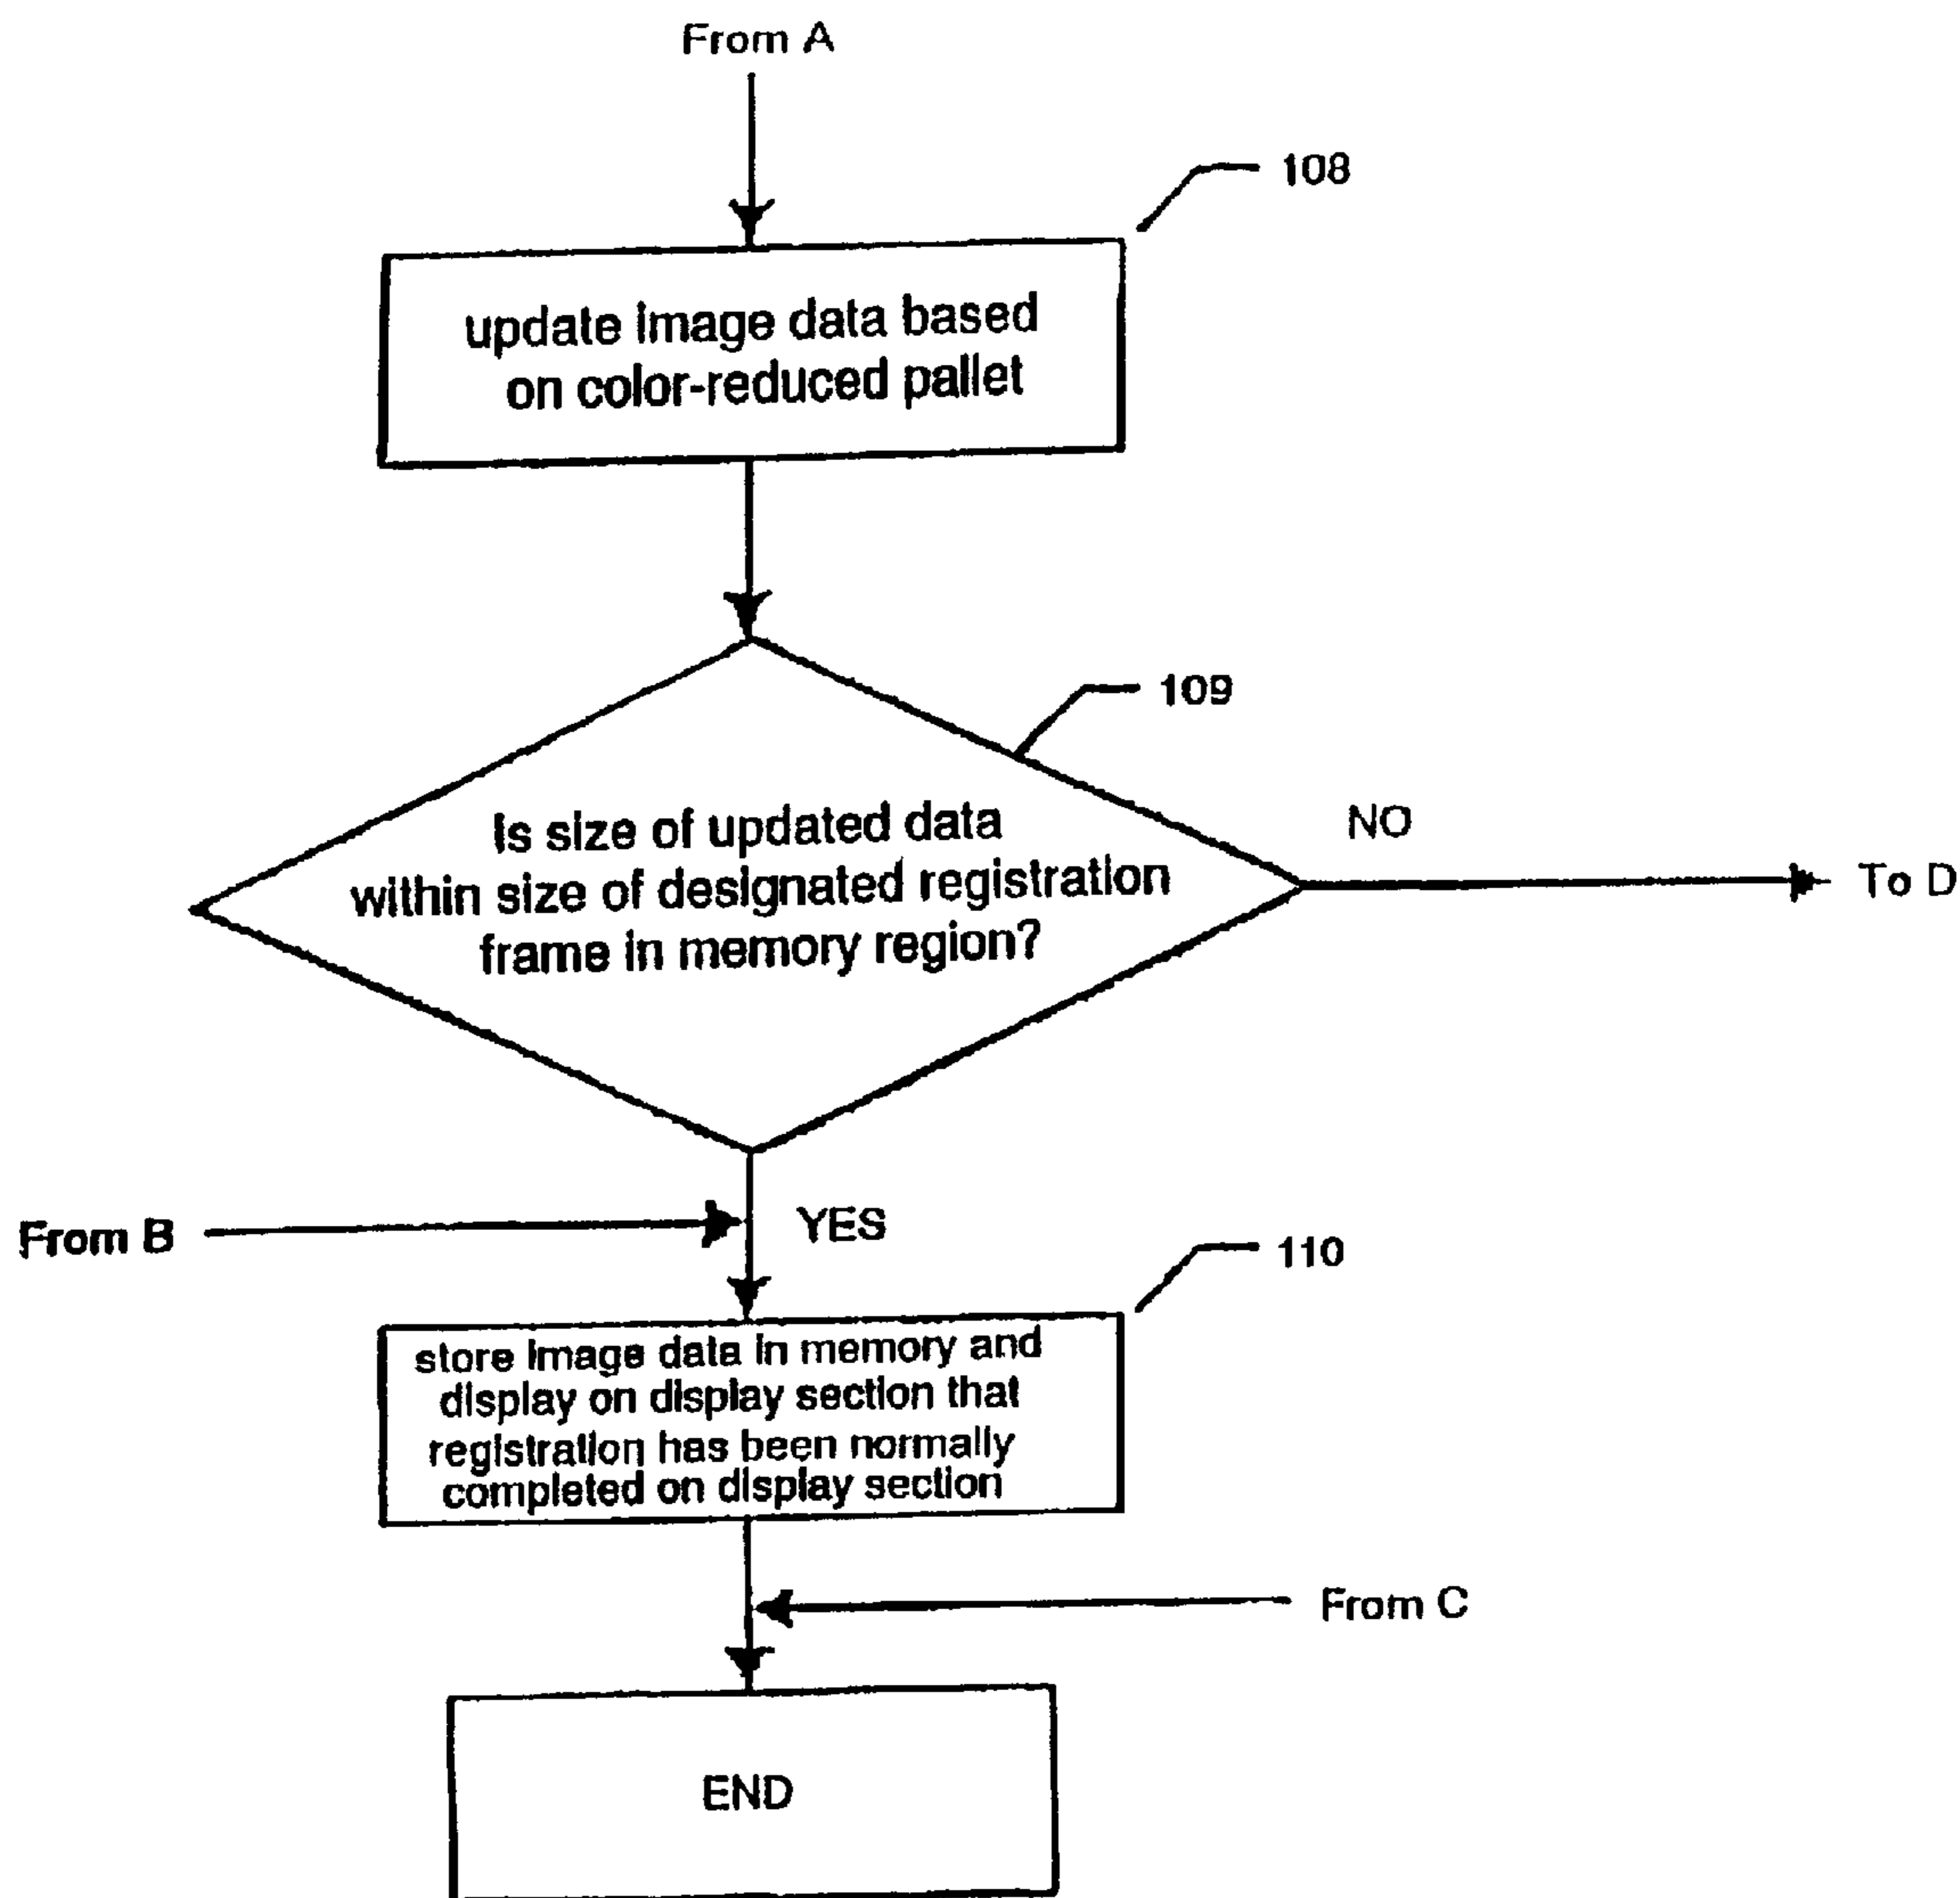 From A
108
update image data based
on color-reduced pallet
109
Is size of updated data
within size of designated registration
frame in memory region?
NO
To D
From B
YES
110
store image data in memory and
display on display section that
registration has been normally
completed on display section
From C
END